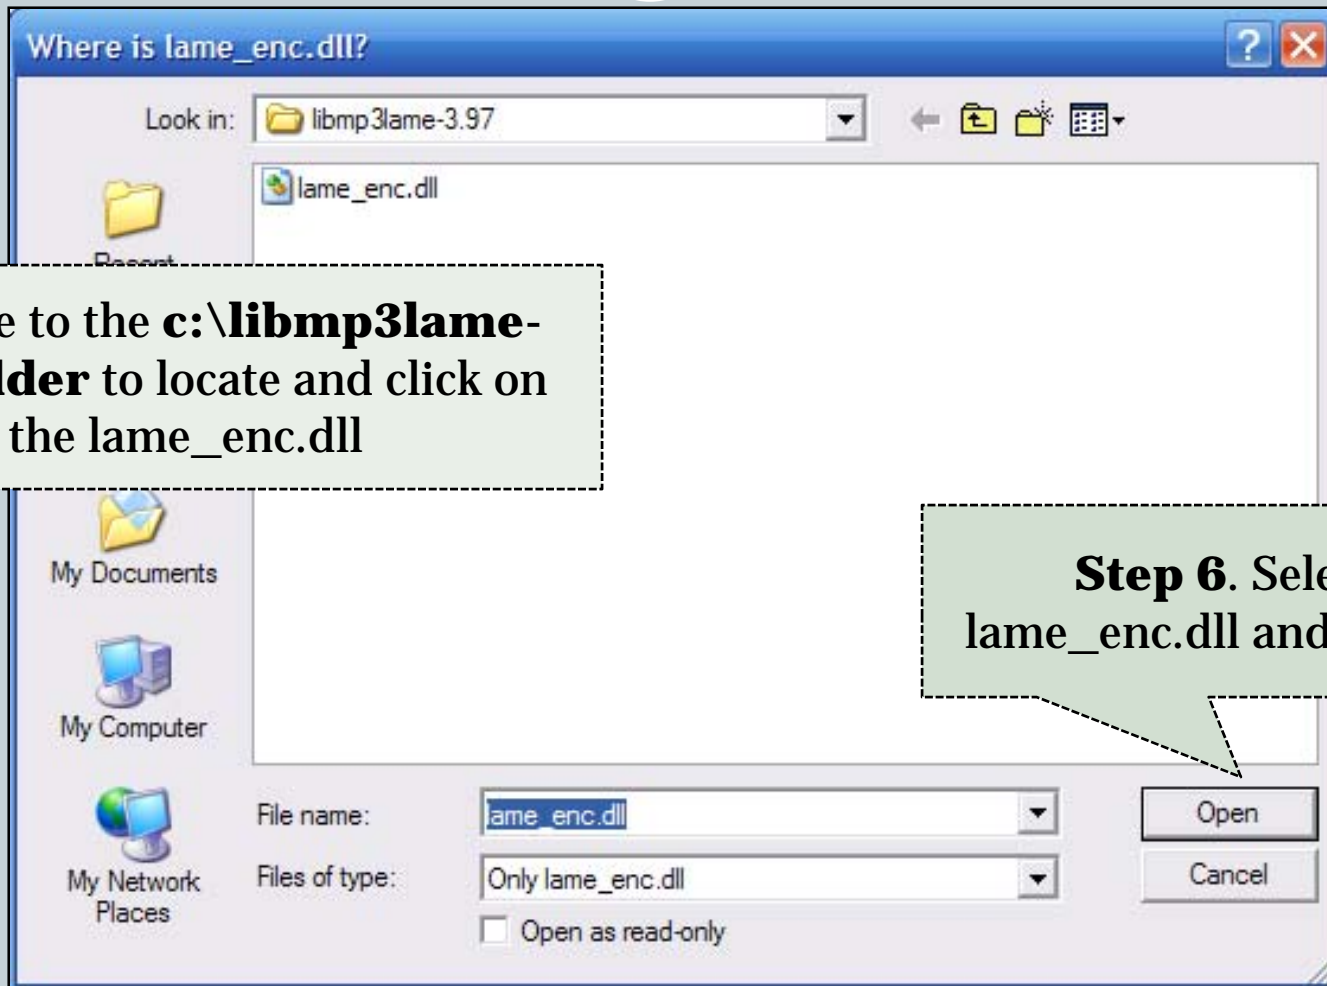 Where is lame_enc.dll?
Look in:
libmp3lame-3.97
lame_enc.dll
e to the c:\libmp3lame-
lder to locate and click on
the lame_enc.dll
My Documents
Step 6. Sele
lame_enc.dll and
My Computer
File name:
lame_enc.dll
Open
My Network
Places
Files of type:
Only lame_enc.dll
Cancel
Open as read-only